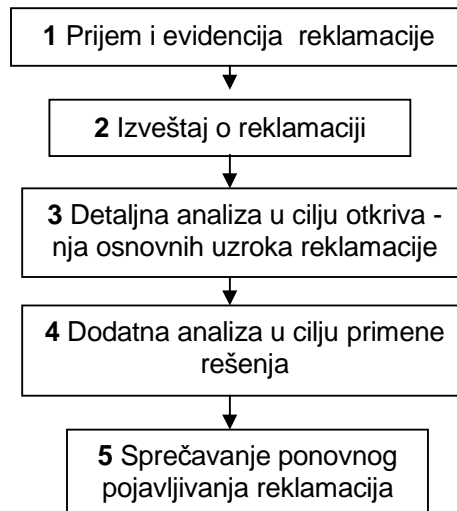 1 Prijem i evidencija reklamacije
2 Izveštaj o reklamaciji
3 Detaljna analiza u cilju otkriva -
nja osnovnih uzroka reklamacije
4 Dodatna analiza u cilju primene
rešenja
5 Sprečavanje ponovnog
pojavljivanja reklamacija